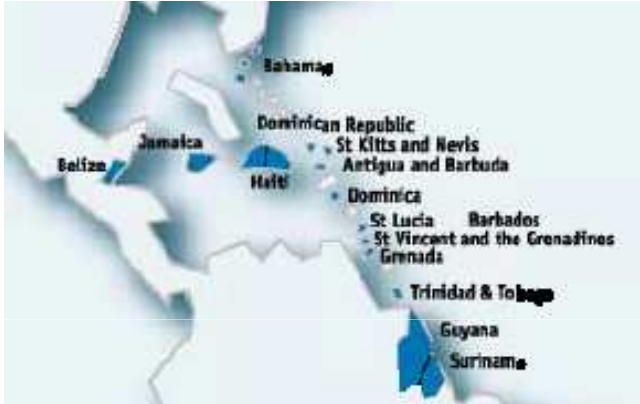 Bahamas
Dominican Republic
Jamaica
St Kitts and Nevis
Belize
Antigua and Barbuda
Haiti
Dominica
St Lucia
Barbados
St Vincent and the Grenadines
Grenada
Trinidad & Tobago
Guyana
Suriname